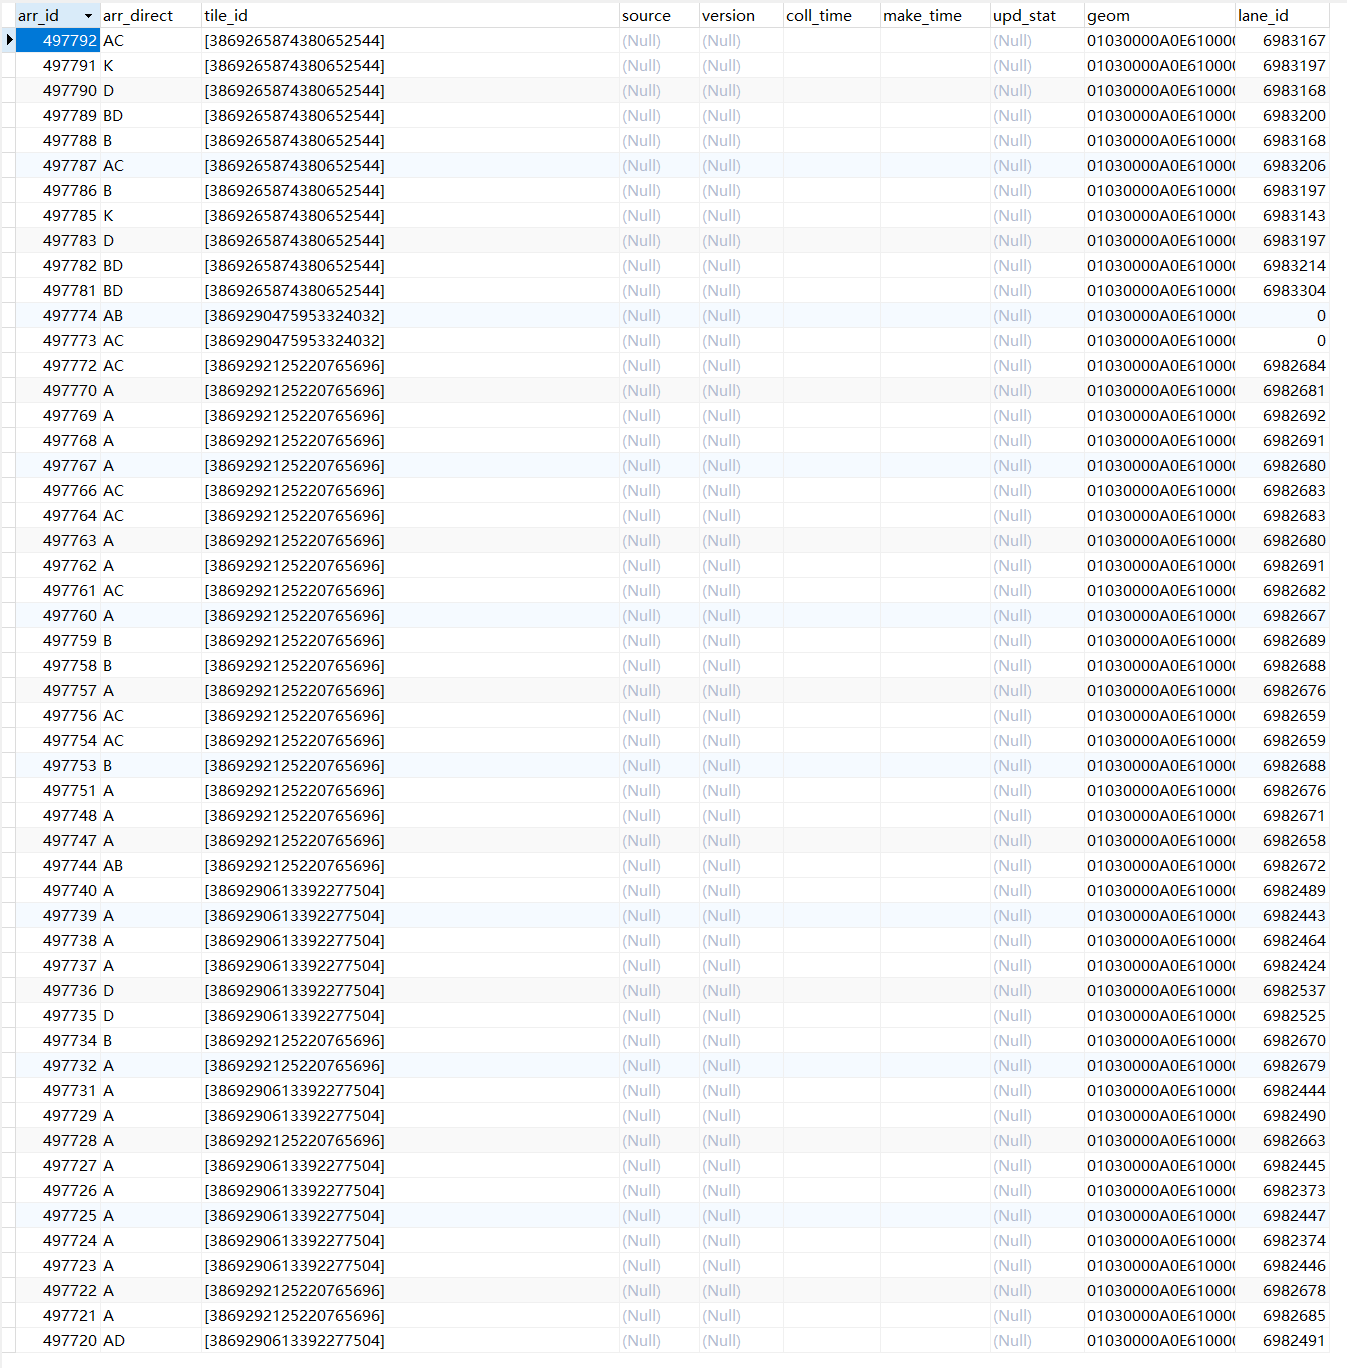 arr_id arr_direct tile_id source version coll_time make_time upd_stat geom lane_id
497792 AC [3869265874380652544] (Null) (Null) (Null) 01030000A0E61000( 6983167
497791 K [3869265874380652544] (Null) (Null) (Null) 01030000A0E61000( 6983197
497790 D [3869265874380652544] (Null) (Null) (Null) 01030000A0E61000( 6983168
497789 BD [3869265874380652544] (Null) (Null) (Null) 01030000A0E61000( 6983200
497788 B [3869265874380652544] (Null) (Null) (Null) 01030000A0E61000( 6983168
497787 AC [3869265874380652544] (Null) (Null) (Null) 01030000A0E61000( 6983206
497786 B [3869265874380652544] (Null) (Null) (Null) 01030000A0E61000( 6983197
497785 K [3869265874380652544] (Null) (Null) (Null) 01030000A0E61000( 6983143
497783 D [3869265874380652544] (Null) (Null) (Null) 01030000A0E61000( 6983197
497782 BD [3869265874380652544] (Null) (Null) (Null) 01030000A0E61000( 6983214
497781 BD [3869265874380652544] (Null) (Null) (Null) 01030000A0E61000( 6983304
497774 AB [3869290475953324032] (Null) (Null) (Null) 01030000A0E61000( 0
497773 AC [3869290475953324032] (Null) (Null) (Null) 01030000A0E61000( 0
497772 AC [3869292125220765696] (Null) (Null) (Null) 01030000A0E61000( 6982684
497770 A [3869292125220765696] (Null) (Null) (Null) 01030000A0E61000( 6982681
497769 A [3869292125220765696] (Null) (Null) (Null) 01030000A0E61000( 6982692
497768 A [3869292125220765696] (Null) (Null) (Null) 01030000A0E61000( 6982691
497767 A [3869292125220765696] (Null) (Null) (Null) 01030000A0E61000( 6982680
497766 AC [3869292125220765696] (Null) (Null) (Null) 01030000A0E61000( 6982683
497764 AC [3869292125220765696] (Null) (Null) (Null) 01030000A0E61000( 6982683
497763 A [3869292125220765696] (Null) (Null) (Null) 01030000A0E61000( 6982680
497762 A [3869292125220765696] (Null) (Null) (Null) 01030000A0E61000( 6982691
497761 AC [3869292125220765696] (Null) (Null) (Null) 01030000A0E61000( 6982682
497760 A [3869292125220765696] (Null) (Null) (Null) 01030000A0E61000( 6982667
497759 B [3869292125220765696] (Null) (Null) (Null) 01030000A0E61000( 6982689
497758 B [3869292125220765696] (Null) (Null) (Null) 01030000A0E61000( 6982688
497757 A [3869292125220765696] (Null) (Null) (Null) 01030000A0E61000( 6982676
497756 AC [3869292125220765696] (Null) (Null) (Null) 01030000A0E61000( 6982659
497754 AC [3869292125220765696] (Null) (Null) (Null) 01030000A0E61000( 6982659
497753 B [3869292125220765696] (Null) (Null) (Null) 01030000A0E61000( 6982688
497751 A [3869292125220765696] (Null) (Null) (Null) 01030000A0E61000( 6982676
497748 A [3869292125220765696] (Null) (Null) (Null) 01030000A0E61000( 6982671
497747 A [3869292125220765696] (Null) (Null) (Null) 01030000A0E61000( 6982658
497744 AB [3869292125220765696] (Null) (Null) (Null) 01030000A0E61000( 6982672
497740 A [3869290613392277504] (Null) (Null) (Null) 01030000A0E61000( 6982489
497739 A [3869290613392277504] (Null) (Null) (Null) 01030000A0E61000( 6982443
497738 A [3869290613392277504] (Null) (Null) (Null) 01030000A0E61000( 6982464
497737 A [3869290613392277504] (Null) (Null) (Null) 01030000A0E61000( 6982424
497736 D [3869290613392277504] (Null) (Null) (Null) 01030000A0E61000( 6982537
497735 D [3869290613392277504] (Null) (Null) (Null) 01030000A0E61000( 6982525
497734 B [3869292125220765696] (Null) (Null) (Null) 01030000A0E61000( 6982670
497732 A [3869292125220765696] (Null) (Null) (Null) 01030000A0E61000( 6982679
497731 A [3869290613392277504] (Null) (Null) (Null) 01030000A0E61000( 6982444
497729 A [3869290613392277504] (Null) (Null) (Null) 01030000A0E61000( 6982490
497728 A [3869292125220765696] (Null) (Null) (Null) 01030000A0E61000( 6982663
497727 A [3869290613392277504] (Null) (Null) (Null) 01030000A0E61000( 6982445
497726 A [3869290613392277504] (Null) (Null) (Null) 01030000A0E61000( 6982373
497725 A [3869290613392277504] (Null) (Null) (Null) 01030000A0E61000( 6982447
497724 A [3869290613392277504] (Null) (Null) (Null) 01030000A0E61000( 6982374
497723 A [3869290613392277504] (Null) (Null) (Null) 01030000A0E61000( 6982446
497722 A [3869292125220765696] (Null) (Null) (Null) 01030000A0E61000( 6982678
497721 A [3869292125220765696] (Null) (Null) (Null) 01030000A0E61000( 6982685
497720 AD [3869290613392277504] (Null) (Null) (Null) 01030000A0E61000( 6982491